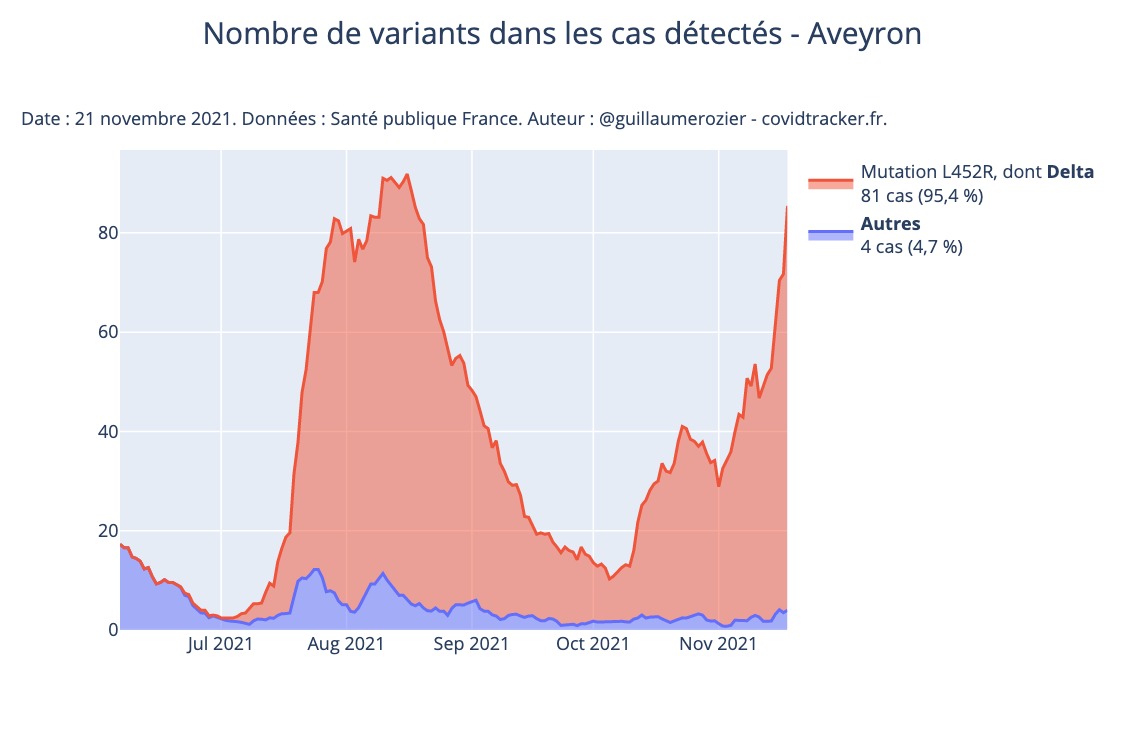 Nombre de variants dans les cas détectés - Aveyron
Date : 21 novembre 2021. Données : Santé publique France. Auteur : @guillaumerozier - covidtracker.fr.
Mutation L452R, dont Delta
81 cas (95,4 %)
Autres
4 cas (4,7 %)
80
60
40
20
0
Jul 2021 Aug 2021 Sep 2021 Oct 2021 Nov 2021